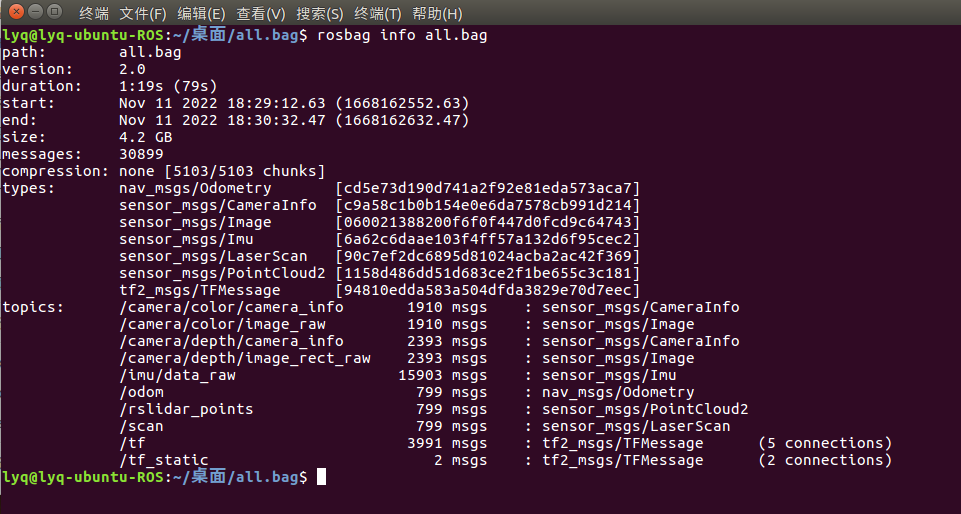 终端 文件(F) 编辑(E) 查看(V) 搜索(S) 终端(T) 帮助(H)
lyq@lyq-ubuntu-ROS:~/桌面/all.bag$ rosbag info all.bag
path: all.bag
version: 2.0
duration: 1:19s (79s)
start: Nov 11 2022 18:29:12.63 (1668162552.63)
end: Nov 11 2022 18:30:32.47 (1668162632.47)
size: 4.2 GB
messages: 30899
compression: none [5103/5103 chunks]
types: nav_msgs/Odometry [cd5e73d190d741a2f92e81eda573aca7]
sensor_msgs/CameraInfo [c9a58c1b0b154e0e6da7578cb991d214]
sensor_msgs/Image [060021388200f6f0f447d0fcd9c64743]
sensor_msgs/Imu [6a62c6daae103f4ff57a132d6f95cec2]
sensor_msgs/LaserScan [90c7ef2dc6895d81024acba2ac42f369]
sensor_msgs/PointCloud2 [1158d486dd51d683ce2f1be655c3c181]
tf2_msgs/TFMessage [94810edda583a504dfda3829e70d7eec]
topics: /camera/color/camera_info 1910 msgs : sensor_msgs/CameraInfo
/camera/color/image_raw 1910 msgs : sensor_msgs/Image
/camera/depth/camera_info 2393 msgs : sensor_msgs/CameraInfo
/camera/depth/image_rect_raw 2393 msgs : sensor_msgs/Image
/imu/data_raw 15903 msgs : sensor_msgs/Imu
/odom 799 msgs : nav_msgs/Odometry
/rslidar_points 799 msgs : sensor_msgs/PointCloud2
/scan 799 msgs : sensor_msgs/LaserScan
/tf 3991 msgs : tf2_msgs/TFMessage (5 connections)
/tf_static 2 msgs : tf2_msgs/TFMessage (2 connections)
lyq@lyq-ubuntu-ROS:~/桌面/all.bag$